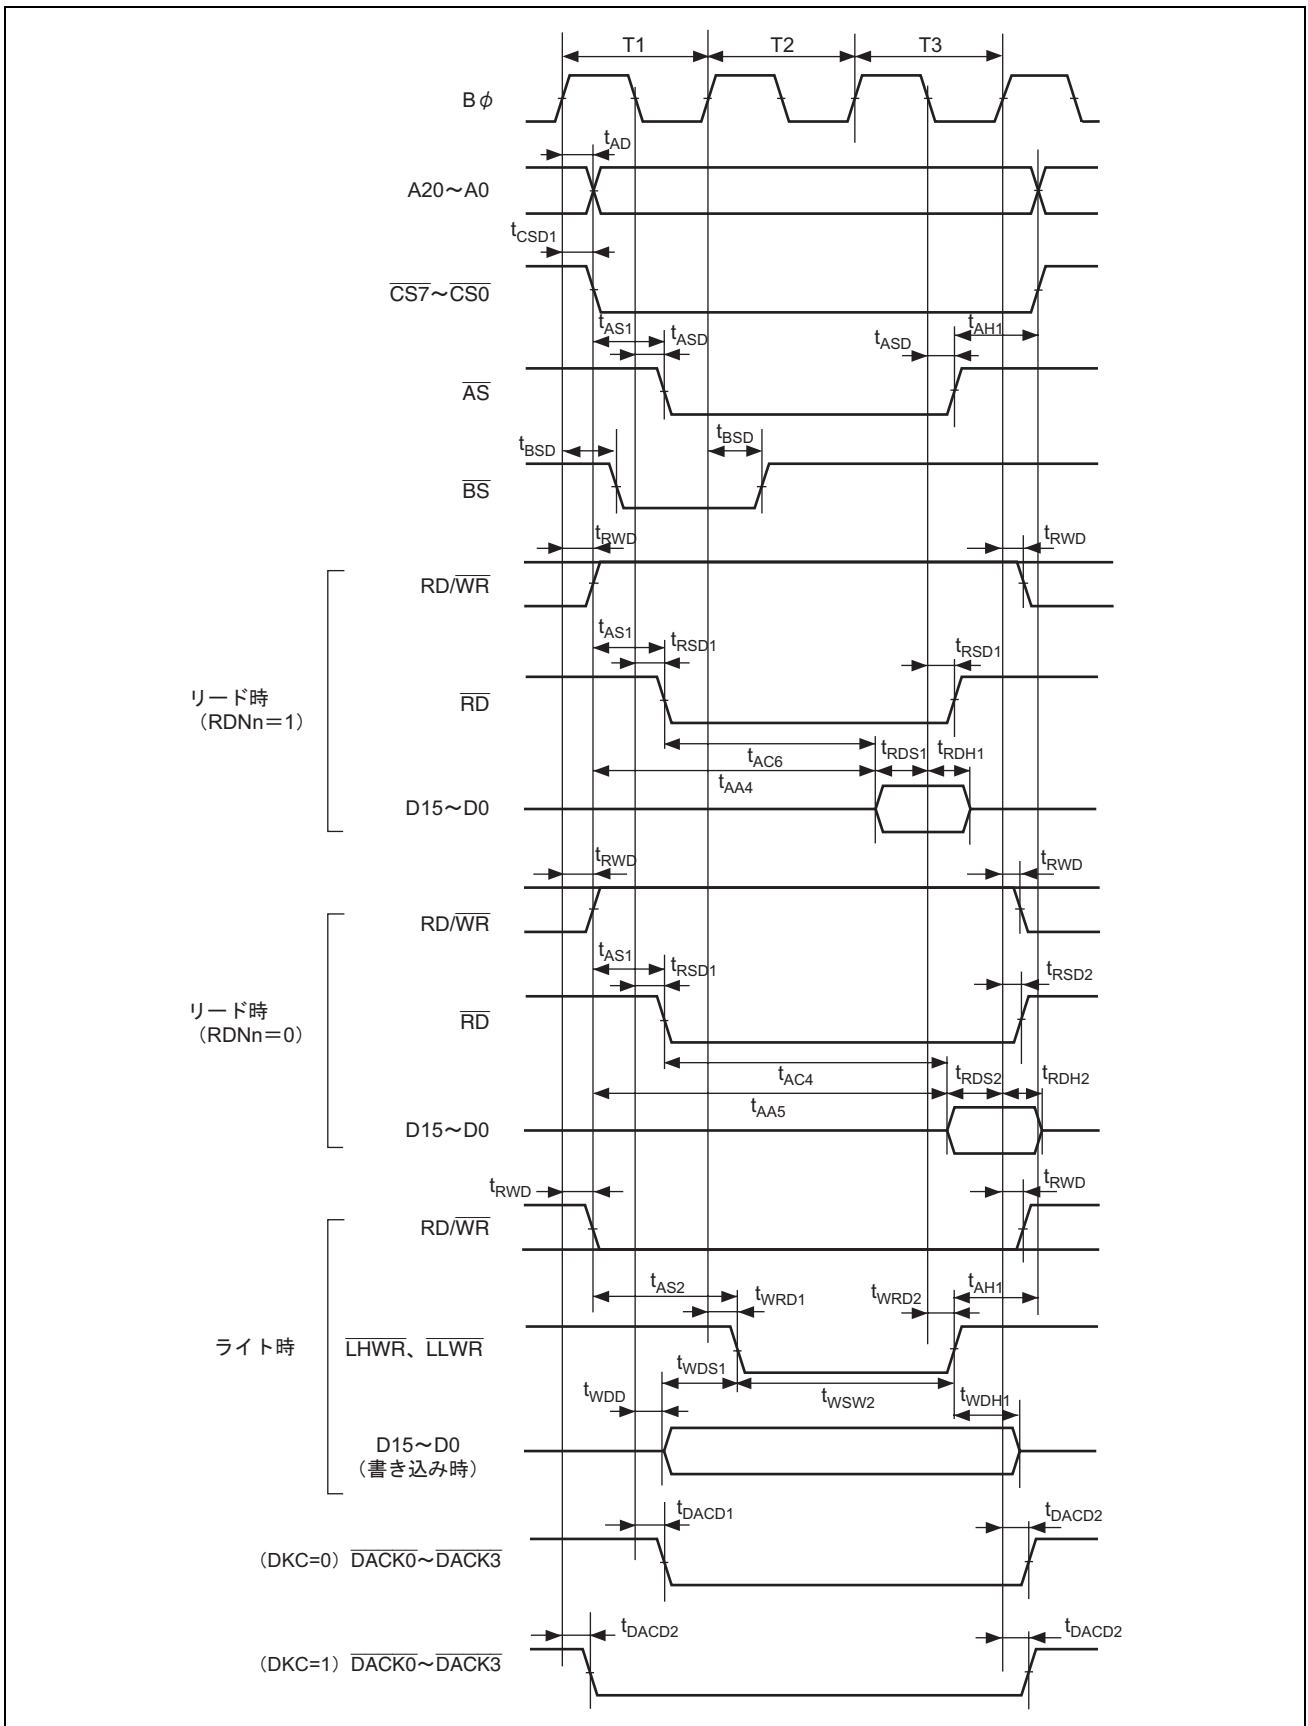 T1 T2 T3
Bφ
tAD
A20～A0
tCSD1
CS7～CS0
tAS1 tASD tASD tAH1
AS
tBSD tBSD
BS
tRWD tRWD
RD/WR
tAS1 tRSD1 tRSD1
リード時
（RDNn＝1）
RD
tAC6 tRDS1 tRDH1
tAA4
D15～D0
tRWD tRWD
RD/WR
tAS1 tRSD1 tRSD2
リード時
（RDNn＝0）
RD
tAC4 tRDS2 tRDH2
tAA5
D15～D0
tRWD tRWD
RD/WR
tAS2 tWRD1 tWRD2 tAH1
ライト時
LHWR、LLWR
tWDD tWDS1 tWSW2 tWDH1
D15～D0
（書き込み時）
tDACD1 tDACD2
（DKC=0）DACK0～DACK3
tDACD2 tDACD2
（DKC=1）DACK0～DACK3